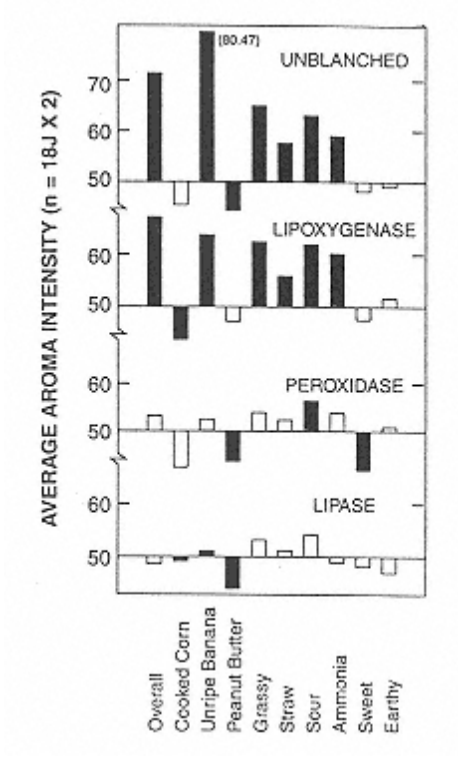 AVERAGE AROMA INTENSITY (n = 18J X 2)
(80.47)
UNBLANCHED
70
60
50
LIPOXYGENASE
60
50
PEROXIDASE
60
50
LIPASE
60
50
Overall
Cooked Corn
Unripe Banana
Peanut Butter
Grassy
Straw
Sour
Ammonia
Sweet
Earthy